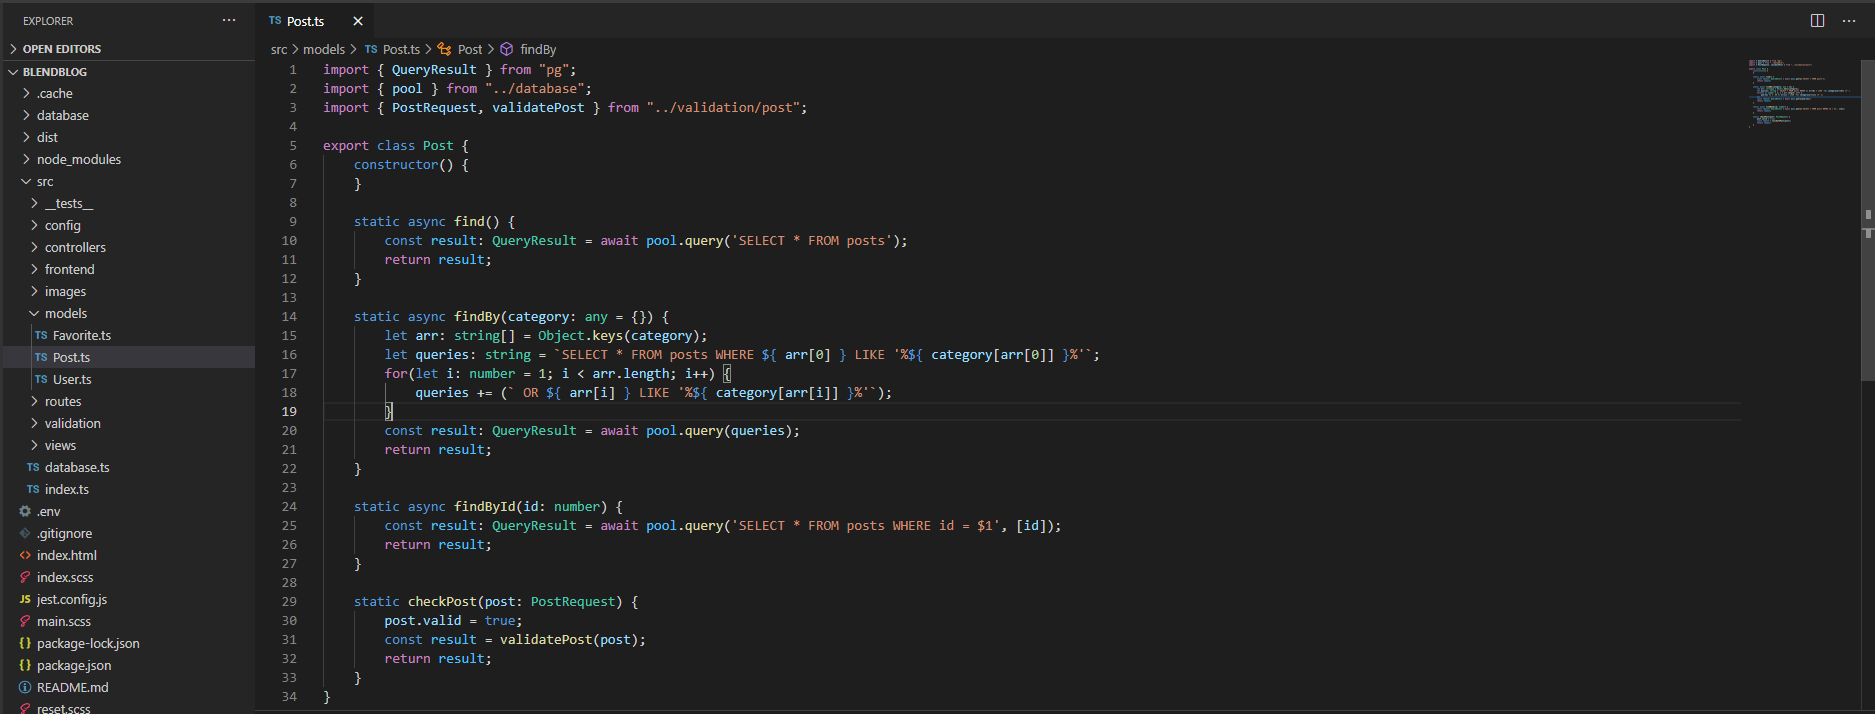 EXPLORER
OPEN EDITORS
BLENDBLOG
.cache
database
dist
node_modules
src
__tests__
config
controllers
frontend
images
models
TS Favorite.ts
TS Post.ts
TS User.ts
routes
validation
views
TS database.ts
TS index.ts
.env
.gitignore
<> index.html
index.scss
JS jest.config.js
main.scss
{} package-lock.json
{} package.json
README.md
reset.scss
TS Post.ts
src > models > TS Post.ts > Post > findBy
1 import { QueryResult } from "pg";
2 import { pool } from "../database";
3 import { PostRequest, validatePost } from "../validation/post";
4
5 export class Post {
6     constructor() {
7     }
8
9     static async find() {
10         const result: QueryResult = await pool.query('SELECT * FROM posts');
11         return result;
12     }
13
14     static async findBy(category: any = {}) {
15         let arr: string[] = Object.keys(category);
16         let queries: string = `SELECT * FROM posts WHERE ${ arr[0] } LIKE '%${ category[arr[0]] }%'`;
17         for(let i: number = 1; i < arr.length; i++) {
18             queries += (` OR ${ arr[i] } LIKE '%${ category[arr[i]] }%'`);
19         }
20         const result: QueryResult = await pool.query(queries);
21         return result;
22     }
23
24     static async findById(id: number) {
25         const result: QueryResult = await pool.query('SELECT * FROM posts WHERE id = $1', [id]);
26         return result;
27     }
28
29     static checkPost(post: PostRequest) {
30         post.valid = true;
31         const result = validatePost(post);
32         return result;
33     }
34 }